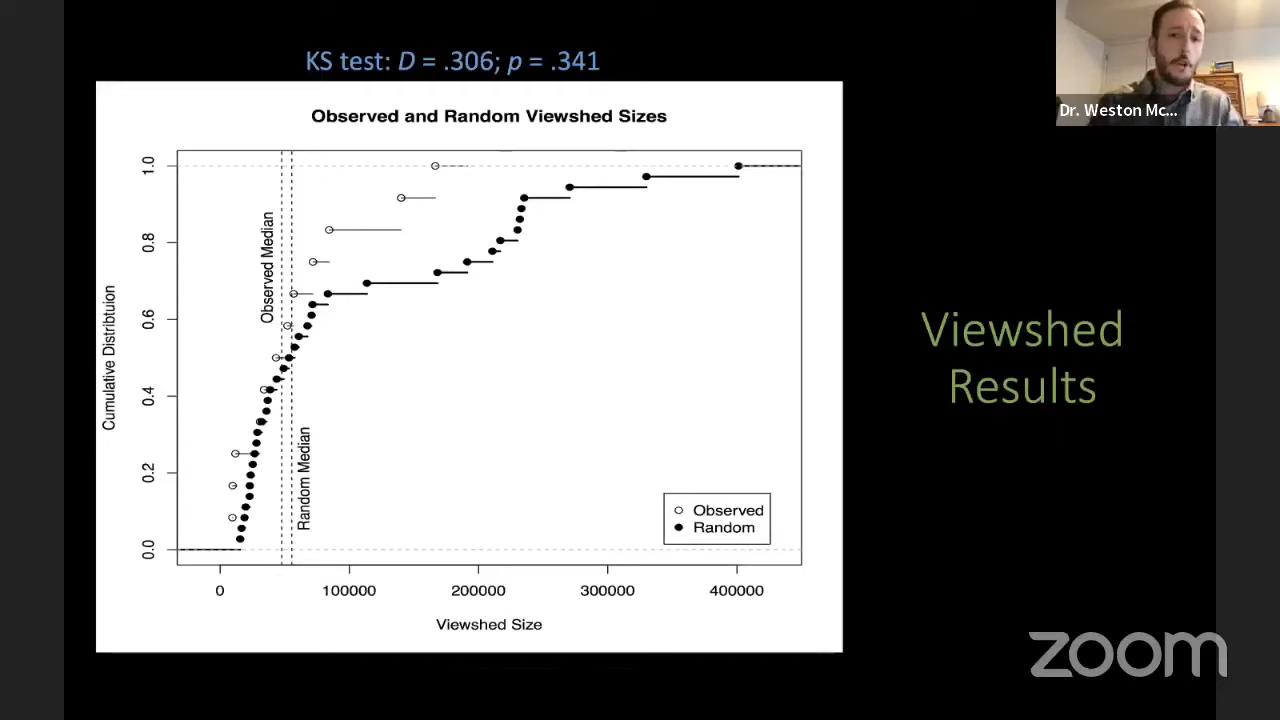 KS test: D = .306; p = .341
Dr. Weston Mc...
Observed and Random Viewshed Sizes
Cumulative Distribtuion
0.0
0.2
0.4
0.6
0.8
1.0
Observed Median
Random Median
Observed
Random
0
100000
200000
300000
400000
Viewshed Size
Viewshed
Results
zoom